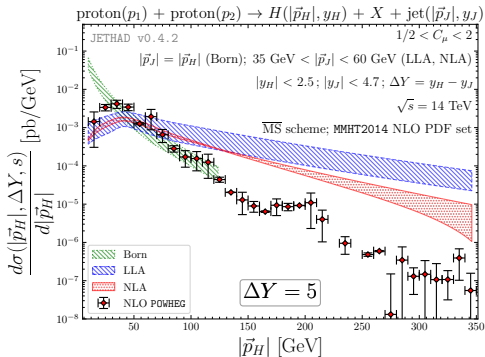 proton(p₁) + proton(p₂) → H(|p⃗_H|, y_H) + X + jet(|p⃗_J|, y_J)
JETHAD v0.4.2
1/2 < C_μ < 2
|p⃗_J| = |p⃗_H| (Born); 35 GeV < |p⃗_J| < 60 GeV (LLA, NLA)
|y_H| < 2.5; |y_J| < 4.7; ΔY = y_H − y_J
√s = 14 TeV
M̅S̅ scheme; MMHT2014 NLO PDF set
dσ(|p⃗_H|, ΔY, s)/d|p⃗_H| [pb/GeV]
10⁻¹
10⁻²
10⁻³
10⁻⁴
10⁻⁵
10⁻⁶
10⁻⁷
10⁻⁸
Born
LLA
NLA
NLO POWHEG
ΔY = 5
0 50 100 150 200 250 300 350
|p⃗_H| [GeV]